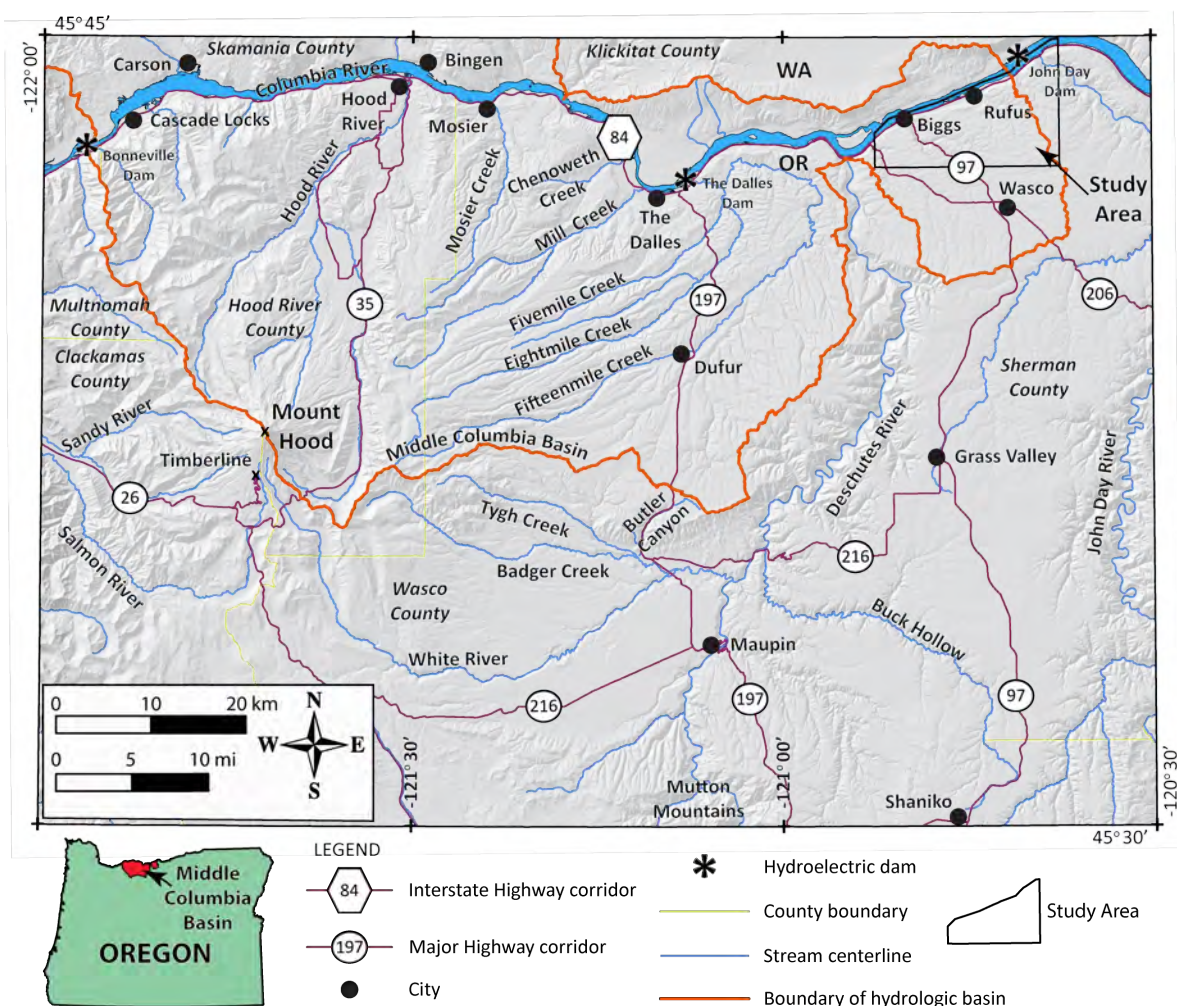 45°45'
-122°00'
Skamania County
Klickitat County
Carson
Bingen
WA
John Day
Dam
Columbia River
Hood
River
Cascade Locks
Mosier
84
Rufus
Biggs
Bonneville
Dam
OR
97
Chenoweth
Creek
The Dalles
Dam
Wasco
Study
Area
Hood River
Mosier Creek
Mill Creek
The
Dalles
Multnomah
County
Hood River
County
35
Fivemile Creek
197
206
Clackamas
County
Eightmile Creek
Dufur
Sherman
County
Fifteenmile Creek
Sandy River
Mount
Hood
Middle Columbia Basin
Deschutes River
Timberline
Grass Valley
John Day River
26
Tygh Creek
Butler
Canyon
Salmon River
Badger Creek
216
Wasco
County
Buck Hollow
White River
Maupin
216
197
97
0 10 20 km
0 5 10 mi
N
W E
S
-121°30'
-121°00'
-120°30'
Mutton
Mountains
Shaniko
45°30'
Middle
Columbia
Basin
OREGON
LEGEND
84 Interstate Highway corridor
197 Major Highway corridor
City
Hydroelectric dam
County boundary
Stream centerline
Boundary of hydrologic basin
Study Area